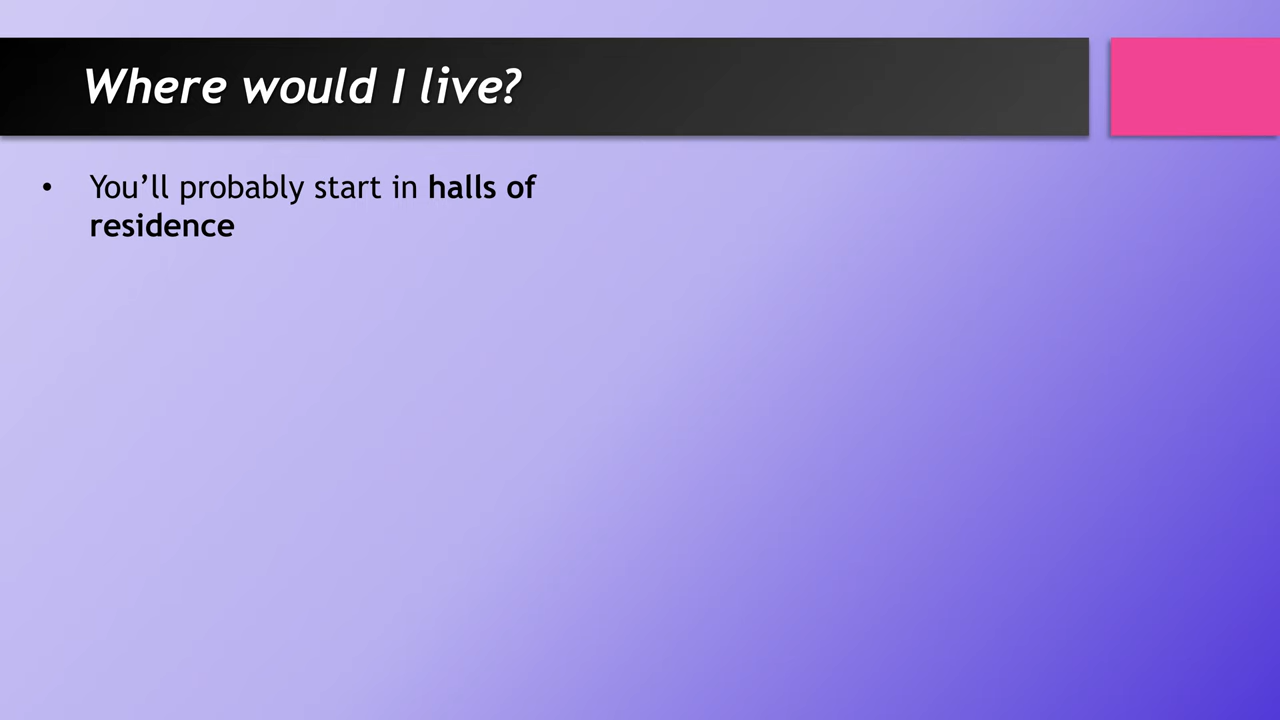 Where would I live?
• You’ll probably start in halls of
residence